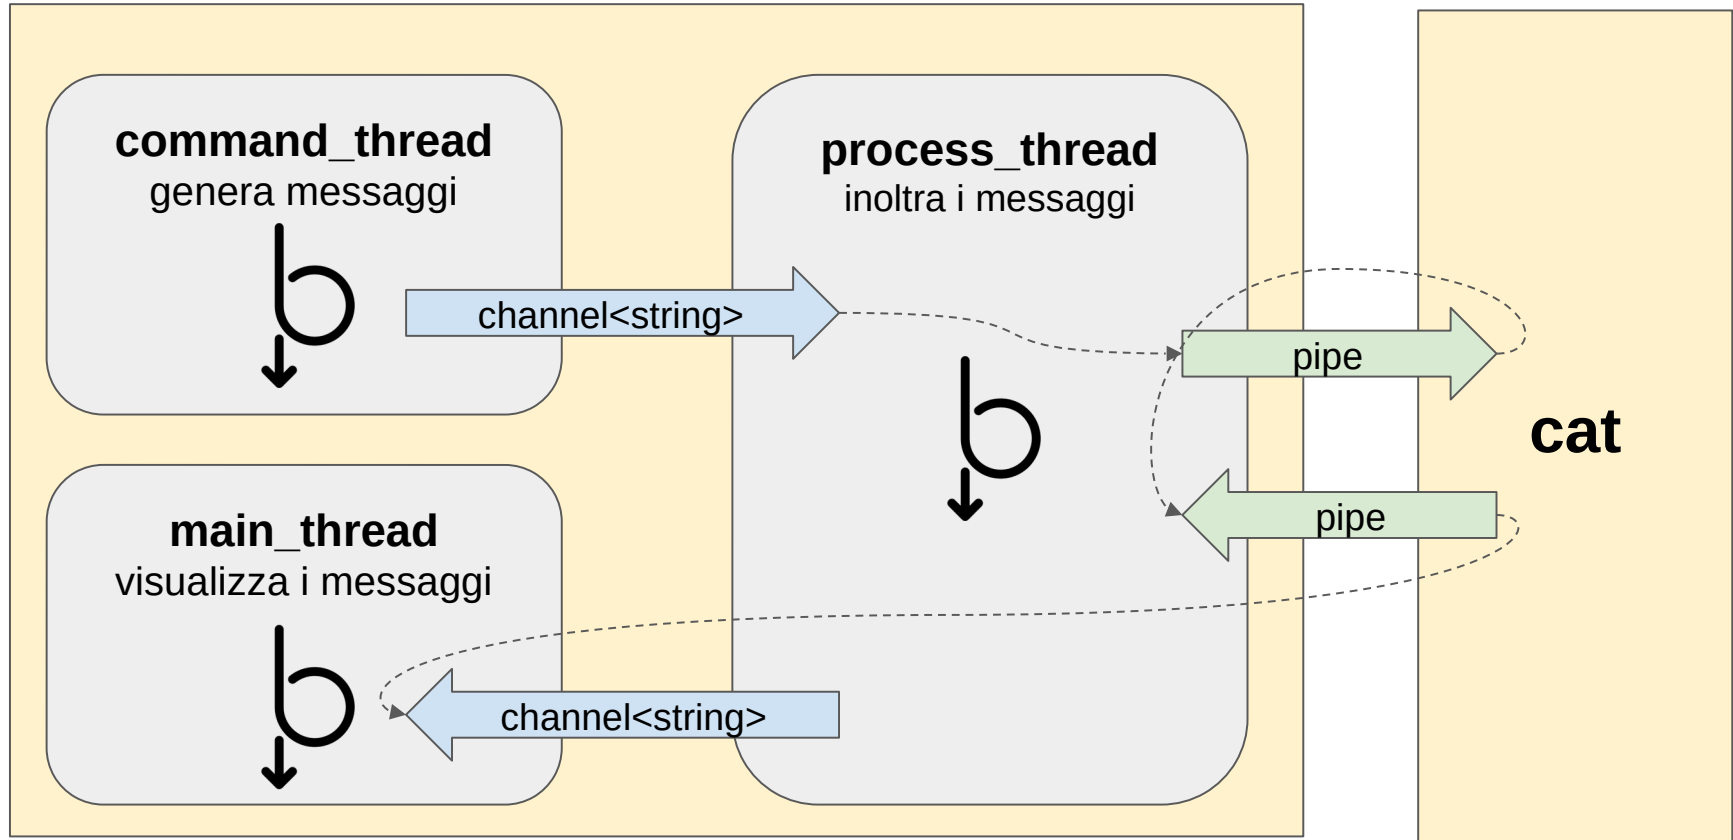 command_thread
genera messaggi
process_thread
inoltra i messaggi
channel<string>
pipe
cat
main_thread
visualizza i messaggi
pipe
channel<string>